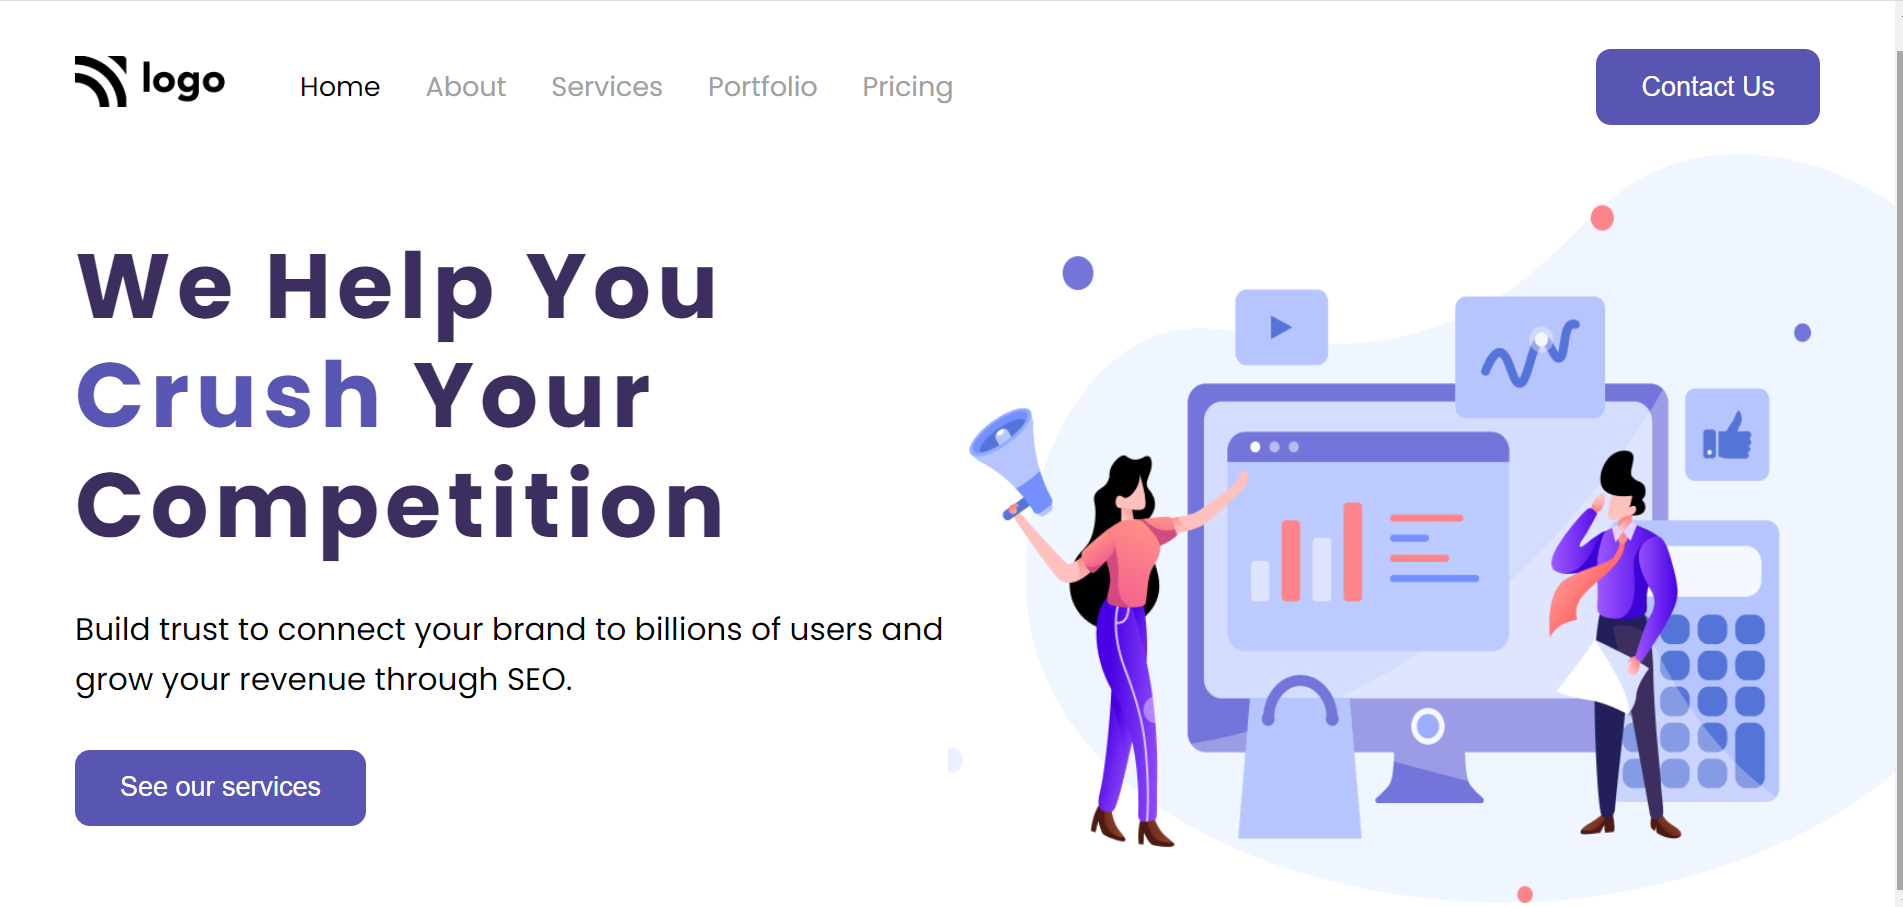 logo
Home About Services Portfolio Pricing
Contact Us
We Help You
Crush Your
Competition
Build trust to connect your brand to billions of users and
grow your revenue through SEO.
See our services